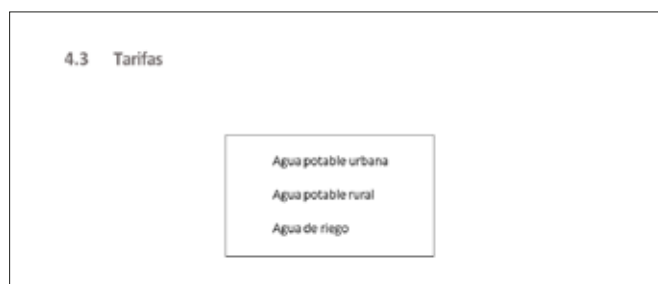 4.3 Tarifas
Agua potable urbana
Agua potable rural
Agua de riego